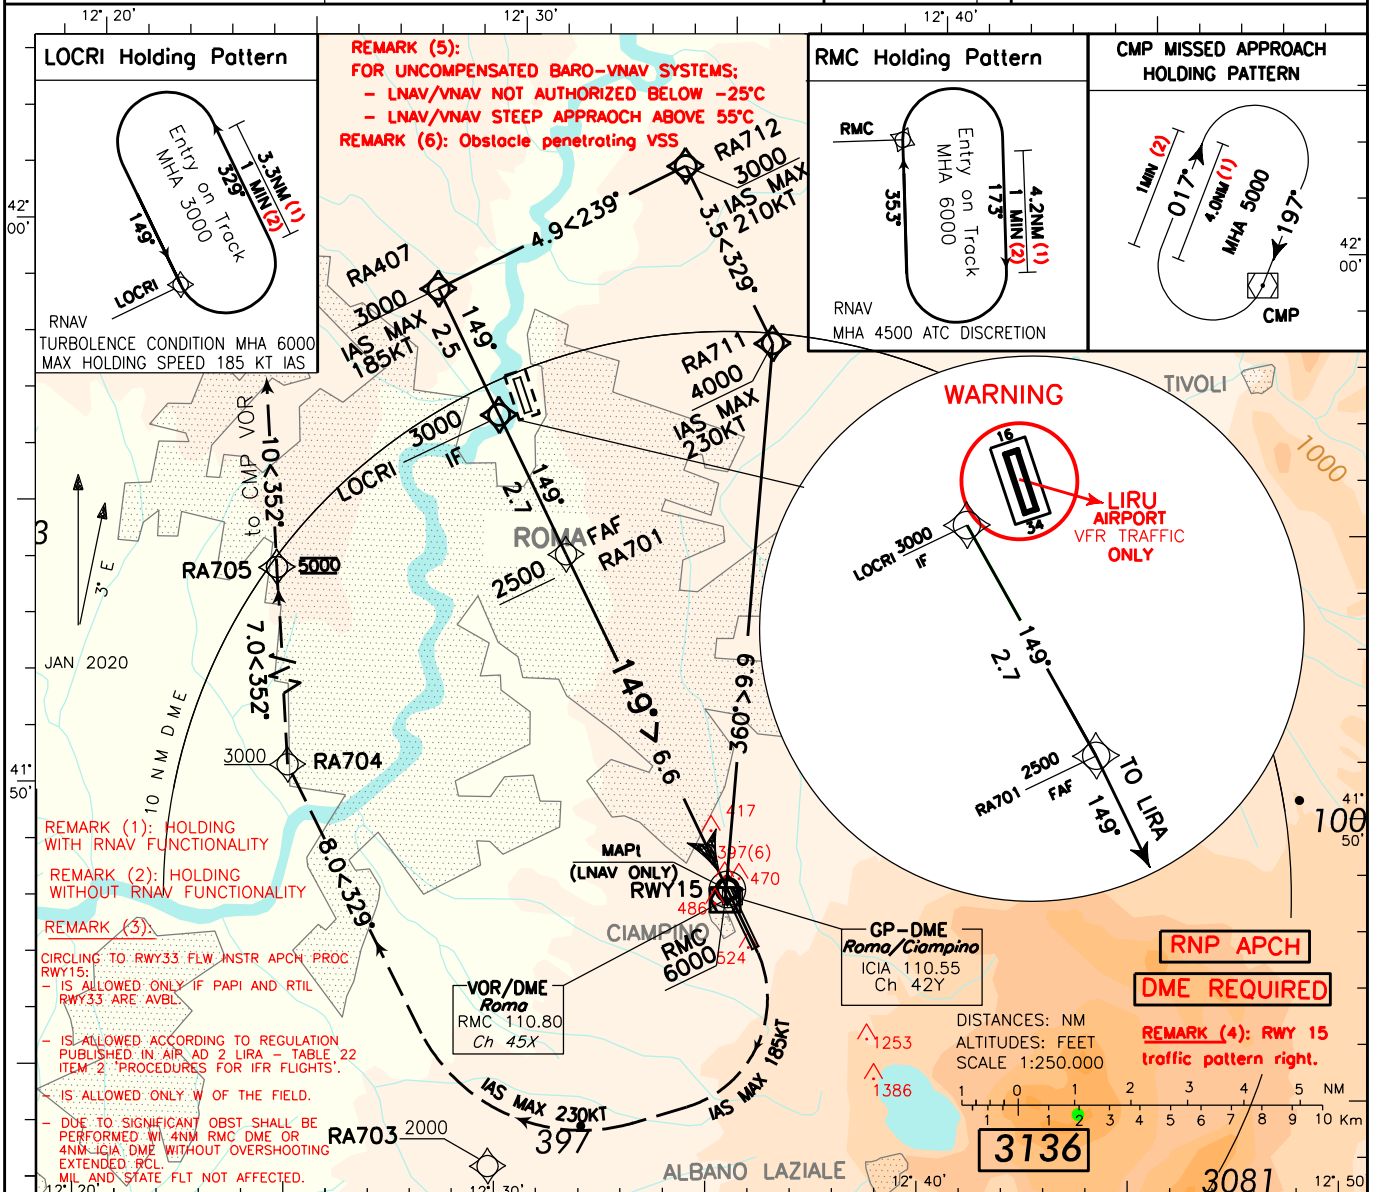 12° 20'
12° 30'
12° 40'
LOCRI Holding Pattern
Entry on Track
MHA 3000
149°
329°
3.3NM(1)
1 MIN(2)
LOCRI
RNAV
TURBOLENCE CONDITION MHA 6000
MAX HOLDING SPEED 185 KT IAS
REMARK (5):
FOR UNCOMPENSATED BARO-VNAV SYSTEMS;
- LNAV/VNAV NOT AUTHORIZED BELOW -25°C
- LNAV/VNAV STEEP APPRAOCH ABOVE 55°C
REMARK (6): Obstacle penetrating VSS
RMC Holding Pattern
RMC
353°
Entry on Track
MHA 6000
173°
4.2NM(1)
1 MIN(2)
RNAV
MHA 4500 ATC DISCRETION
CMP MISSED APPROACH
HOLDING PATTERN
1MIN (2)
017°
4.0NM(1)
MHA 5000
197°
CMP
42°
00'
42°
00'
RA712
3000
IAS MAX
210KT
4.9<239°
3.5<329°
RA407
3000
IAS MAX
185KT
149°
2.5
RA711
4000
IAS MAX
230KT
3000
LOCRI
IF
149°
2.7
ROMA
FAF
RA701
2500
TIVOLI
1000
WARNING
16
34
LIRU
AIRPORT
VFR TRAFFIC
ONLY
LOCRI 3000
IF
149°
2.7
2500
RA701
FAF
TO LIRA
149°
10<352°
to CMP VOR
RA705
5000
3
3° E
JAN 2020
7.0<352°
3000
RA704
10 NM DME
149°> 6.6
360°>9.9
41°
50'
41°
50'
100
REMARK (1): HOLDING
WITH RNAV FUNCTIONALITY
REMARK (2): HOLDING
WITHOUT RNAV FUNCTIONALITY
REMARK (3):
CIRCLING TO RWY33 FLW INSTR APCH PROC
RWY15:
- IS ALLOWED ONLY IF PAPI AND RTIL
RWY33 ARE AVBL.
- IS ALLOWED ACCORDING TO REGULATION
PUBLISHED IN AIP AD 2 LIRA - TABLE 22
ITEM 2 'PROCEDURES FOR IFR FLIGHTS'.
- IS ALLOWED ONLY W OF THE FIELD.
- DUE TO SIGNIFICANT OBST SHALL BE
PERFORMED WI 4NM RMC DME OR
4NM ICIA DME WITHOUT OVERSHOOTING
EXTENDED RCL.
MIL AND STATE FLT NOT AFFECTED.
8.0<329°
417
397(6)
470
486
524
MAPt
(LNAV ONLY)
RWY15
CIAMPINO
RMC
6000
GP-DME
Roma/Ciampino
ICIA 110.55
Ch 42Y
VOR/DME
Roma
RMC 110.80
Ch 45X
IAS MAX 185KT
IAS MAX 230KT
397
RA703 2000
1253
1386
ALBANO LAZIALE
RNP APCH
DME REQUIRED
REMARK (4): RWY 15
traffic pattern right.
DISTANCES: NM
ALTITUDES: FEET
SCALE 1:250.000
1 0 1 2 3 4 5 NM
1 2 3 4 5 6 7 8 9 10 Km
3136
3081
12° 20'
12° 30'
12° 40'
12° 50'